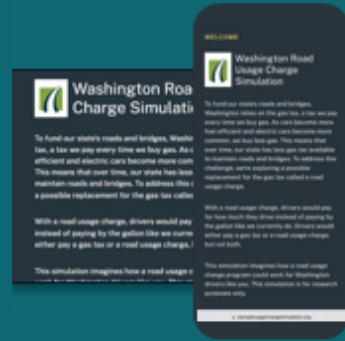 Washington Roa
Charge Simulati
To fund our state's roads and bridges, Washin
tax, a tax we pay every time we buy gas. As c
efficient and electric cars become more com
This means that over time, our state has less
maintain roads and bridges. To address this
a possible replacement for the gas tax called
With a road usage charge, drivers would pay
instead of paying by the gallon like we curre
either pay a gas tax or a road usage charge,
This simulation imagines how a road usage c
WELCOME
Washington Road
Usage Charge
Simulation
To fund our state's roads and bridges,
Washington relies on the gas tax, a tax we pay
every time we buy gas. As cars become more
fuel efficient and electric cars become more
common, we buy less gas. This means that
over time, our state has less gas tax available
to maintain roads and bridges. To address this
challenge, we're exploring a possible
replacement for the gas tax called a road
usage charge.
With a road usage charge, drivers would pay
for how much they drive instead of paying by
the gallon like we currently do. Drivers would
either pay a gas tax or a road usage charge,
but not both.
This simulation imagines how a road usage
charge program could work for Washington
drivers like you. This simulation is for research
purposes only.